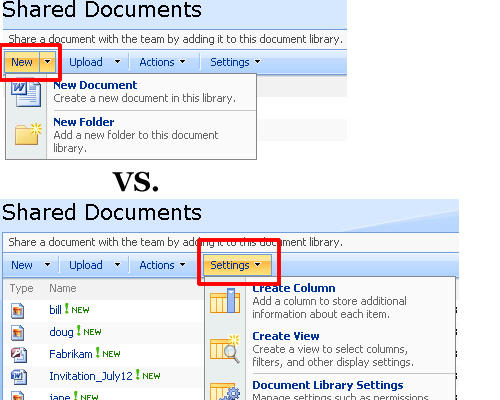 Shared Documents
Share a document with the team by adding it to this document library.
New Upload Actions Settings
New Document
Create a new document in this library.
New Folder
Add a new folder to this document
library.
vs.
Shared Documents
Share a document with the team by adding it to this document library.
New Upload Actions Settings
Type Name
Create Column
Add a column to store additional
information about each item.
bill ! NEW
doug ! NEW
Create View
Create a view to select columns,
filters, and other display settings.
Fabrikam ! NEW
Invitation_July12 ! NEW
Document Library Settings
Manage settings such as permissions,
jane ! NEW